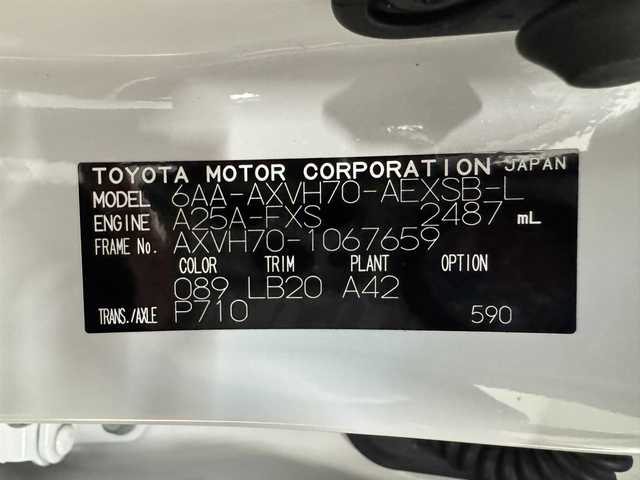 TOYOTA MOTOR CORPORATION JAPAN
MODEL 6AA-AXVH70-AEXSB-L
ENGINE A25A-FXS 2487 mL
FRAME No. AXVH70-1067659
COLOR TRIM PLANT OPTION
089 LB20 A42
TRANS./AXLE P710 590